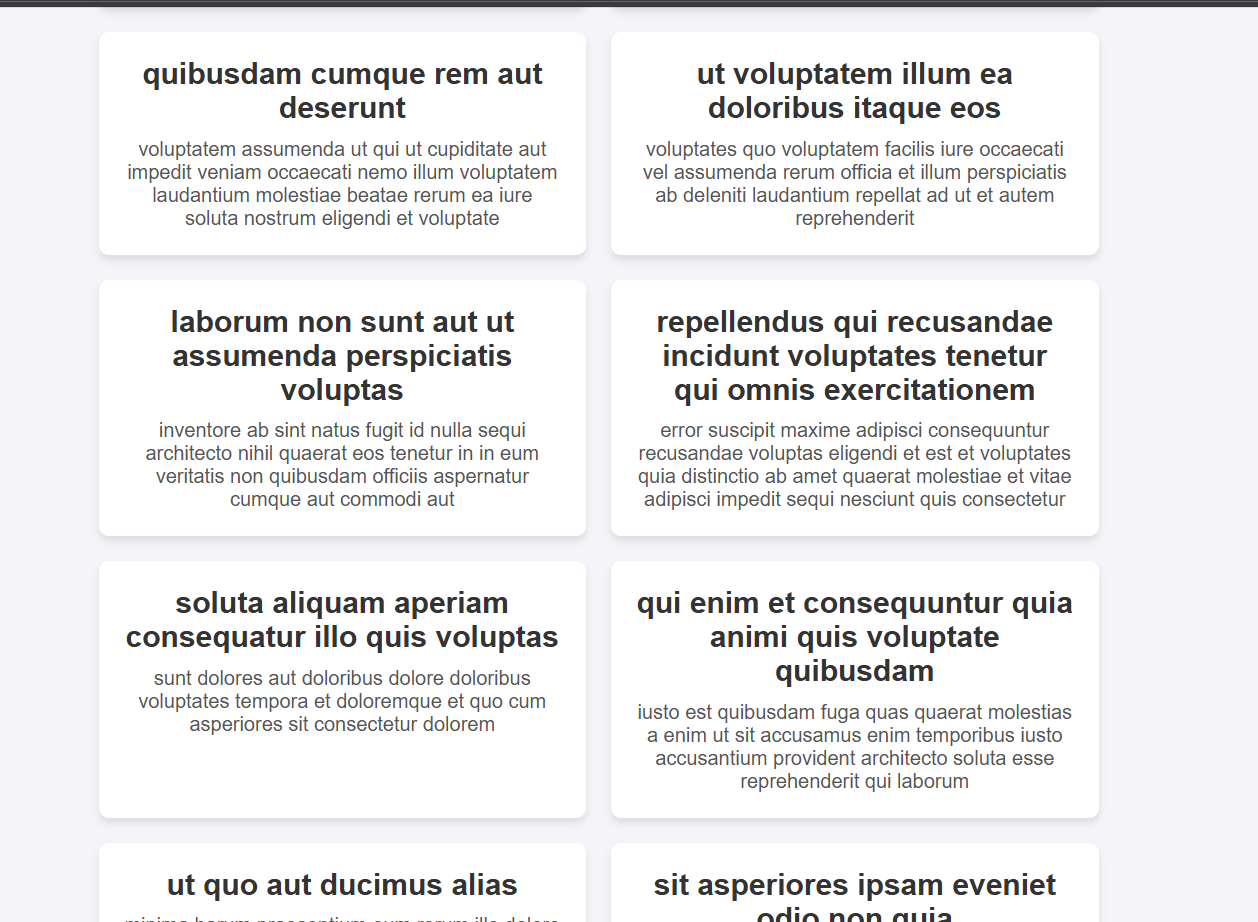 quibusdam cumque rem aut
deserunt
voluptatem assumenda ut qui ut cupiditate aut
impedit veniam occaecati nemo illum voluptatem
laudantium molestiae beatae rerum ea iure
soluta nostrum eligendi et voluptate
ut voluptatem illum ea
doloribus itaque eos
voluptates quo voluptatem facilis iure occaecati
vel assumenda rerum officia et illum perspiciatis
ab deleniti laudantium repellat ad ut et autem
reprehenderit
laborum non sunt aut ut
assumenda perspiciatis
voluptas
inventore ab sint natus fugit id nulla sequi
architecto nihil quaerat eos tenetur in in eum
veritatis non quibusdam officiis aspernatur
cumque aut commodi aut
repellendus qui recusandae
incidunt voluptates tenetur
qui omnis exercitationem
error suscipit maxime adipisci consequuntur
recusandae voluptas eligendi et est et voluptates
quia distinctio ab amet quaerat molestiae et vitae
adipisci impedit sequi nesciunt quis consectetur
soluta aliquam aperiam
consequatur illo quis voluptas
sunt dolores aut doloribus dolore doloribus
voluptates tempora et doloremque et quo cum
asperiores sit consectetur dolorem
qui enim et consequuntur quia
animi quis voluptate
quibusdam
iusto est quibusdam fuga quas quaerat molestias
a enim ut sit accusamus enim temporibus iusto
accusantium provident architecto soluta esse
reprehenderit qui laborum
ut quo aut ducimus alias
minima harum praesentium eum rerum illo dolore
sit asperiores ipsam eveniet
odio non quia